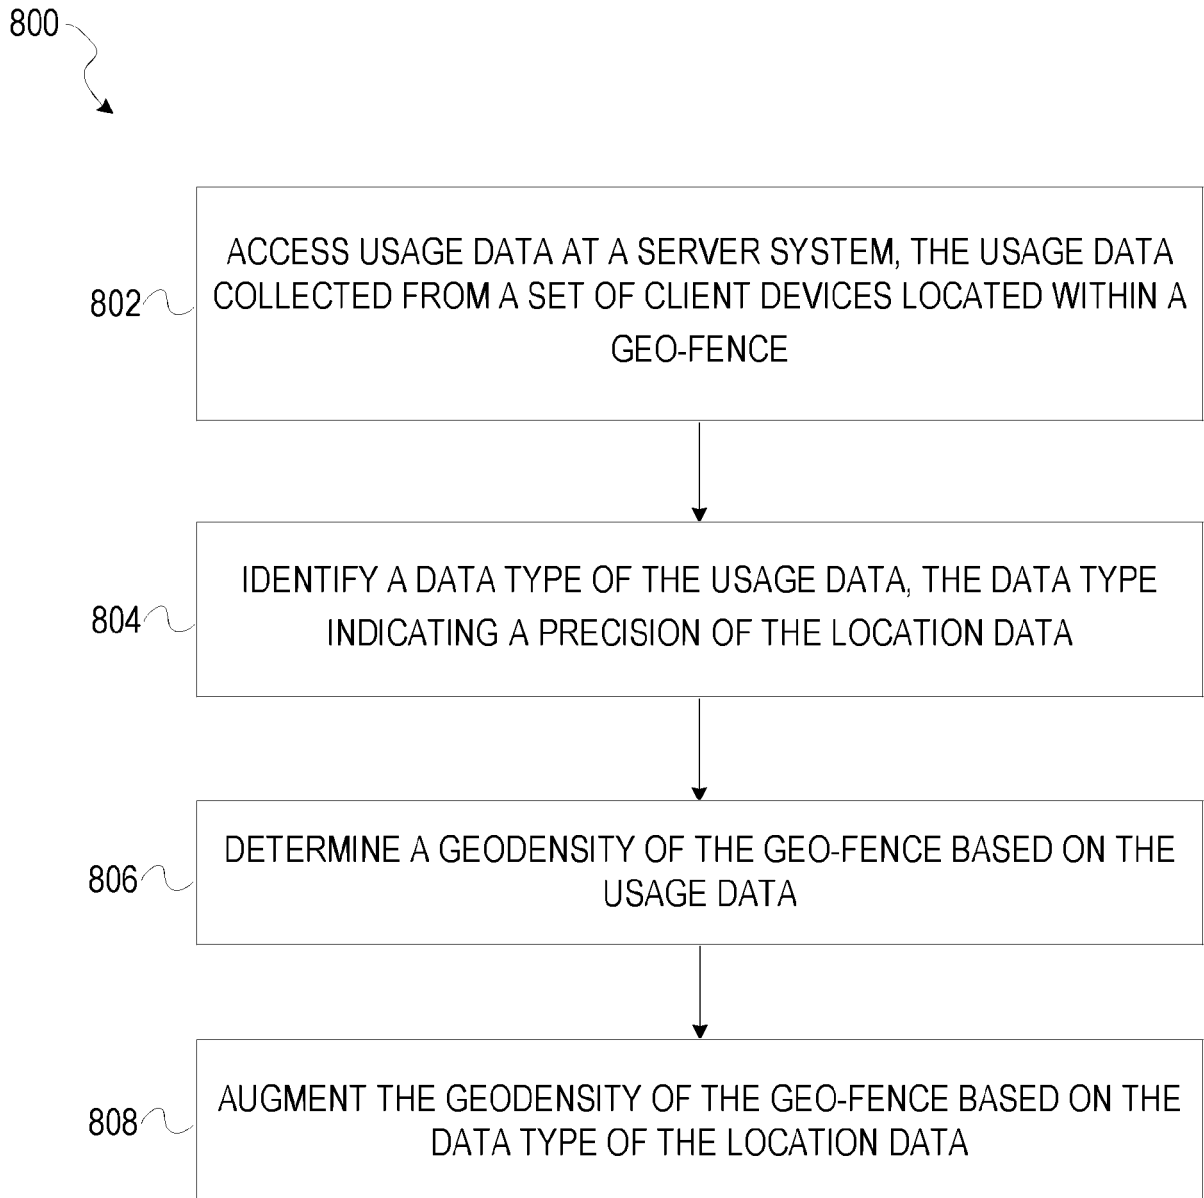 800
ACCESS USAGE DATA AT A SERVER SYSTEM, THE USAGE DATA
COLLECTED FROM A SET OF CLIENT DEVICES LOCATED WITHIN A
GEO-FENCE
802
IDENTIFY A DATA TYPE OF THE USAGE DATA, THE DATA TYPE
INDICATING A PRECISION OF THE LOCATION DATA
804
DETERMINE A GEODENSITY OF THE GEO-FENCE BASED ON THE
USAGE DATA
806
AUGMENT THE GEODENSITY OF THE GEO-FENCE BASED ON THE
DATA TYPE OF THE LOCATION DATA
808